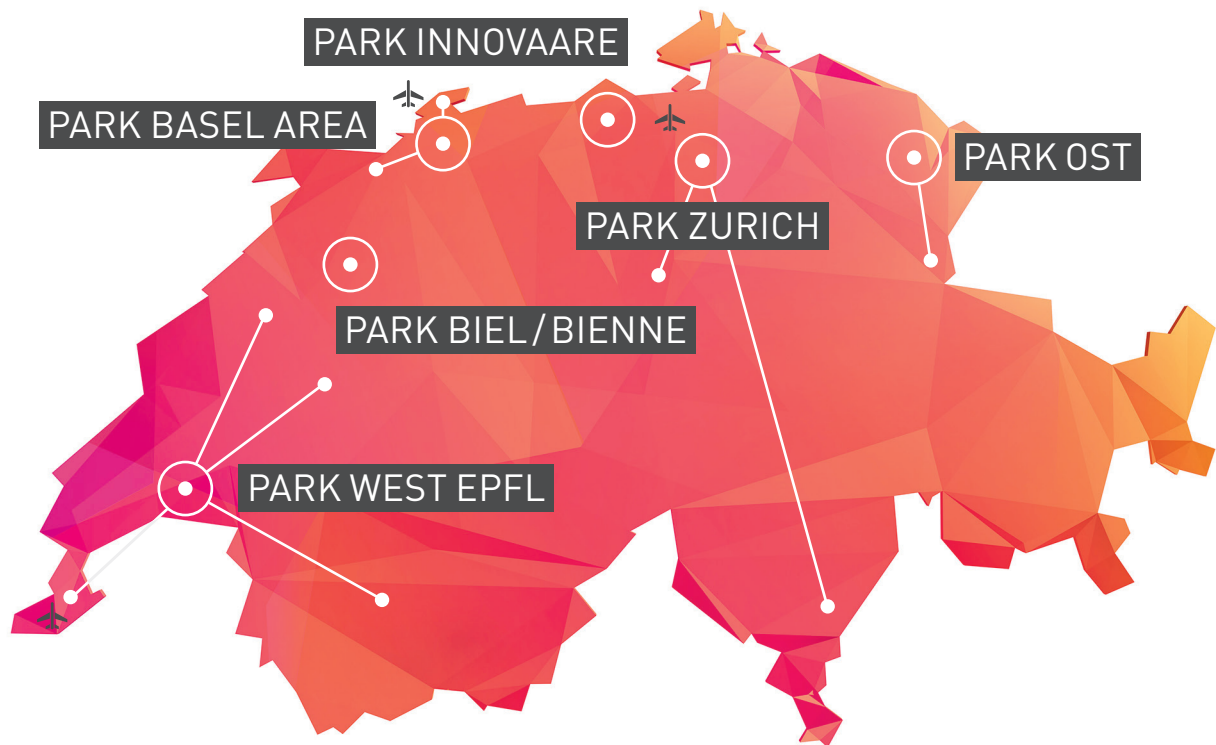 PARK INNOVAARE
PARK BASEL AREA
PARK OST
PARK ZURICH
PARK BIEL/BIENNE
PARK WEST EPFL